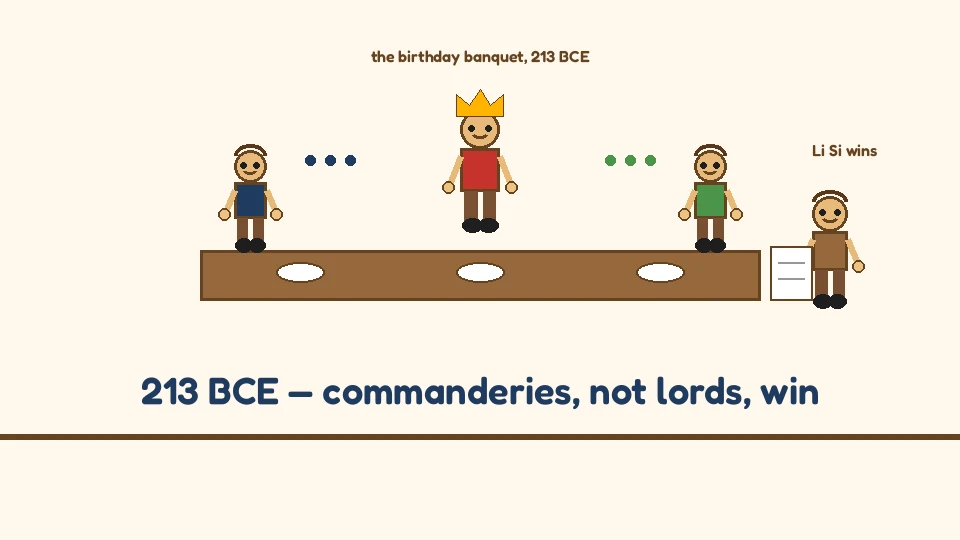 the birthday banquet, 213 BCE
Li Si wins
213 BCE — commanderies, not lords, win